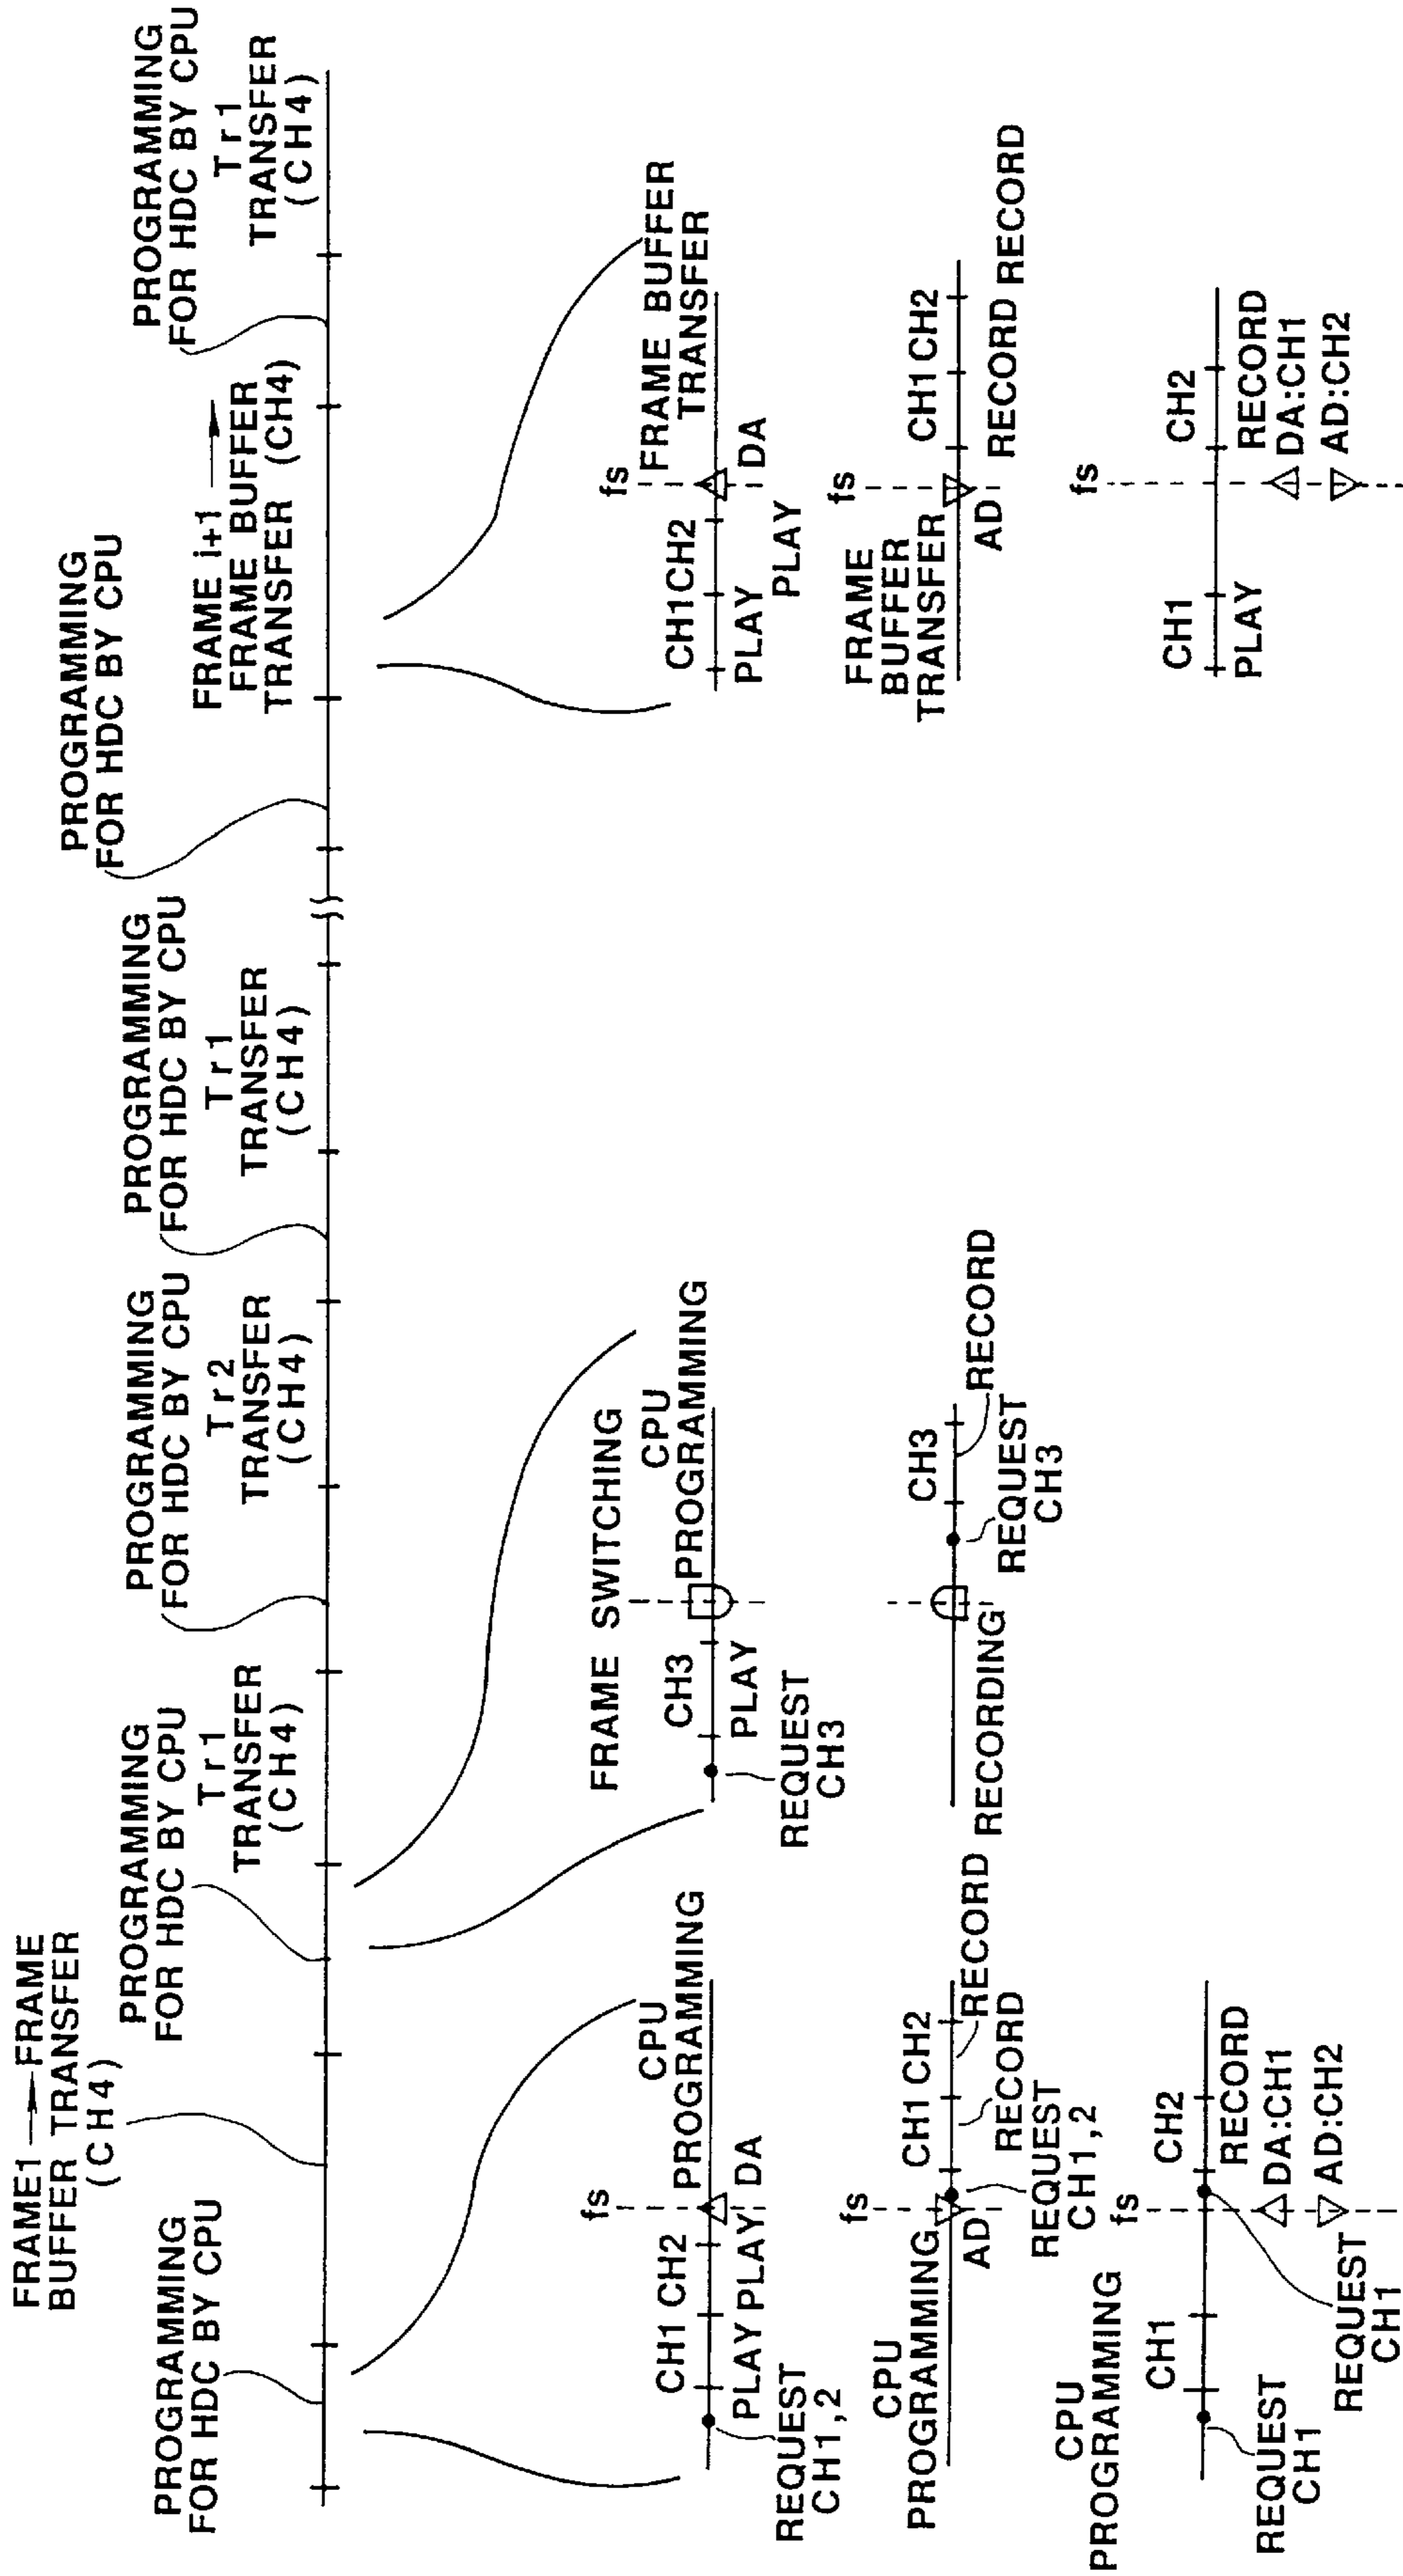 FRAME1 → FRAME
BUFFER TRANSFER
(CH4)
PROGRAMMING
FOR HDC BY CPU
PROGRAMMING
FOR HDC BY CPU
Tr1
TRANSFER
(CH4)
PROGRAMMING
FOR HDC BY CPU
Tr2
TRANSFER
(CH4)
PROGRAMMING
FOR HDC BY CPU
Tr1
TRANSFER
(CH4)
PROGRAMMING
FOR HDC BY CPU
FRAME i+1 →
FRAME BUFFER
TRANSFER (CH4)
PROGRAMMING
FOR HDC BY CPU
Tr1
TRANSFER
(CH4)
fs
CPU
PROGRAMMING
CH1 CH2
PLAY PLAY DA
REQUEST
CH1,2
FRAME SWITCHING
CPU
PROGRAMMING
CH3
PLAY
REQUEST
CH3
fs
FRAME BUFFER
TRANSFER
CH1 CH2
PLAY
DA
PLAY
fs
CPU
PROGRAMMING
CH1 CH2
AD
RECORD
RECORD
REQUEST
CH1,2
CH3
RECORDING
RECORD
REQUEST
CH3
fs
FRAME
BUFFER
TRANSFER
CH1 CH2
AD
RECORD RECORD
CPU
PROGRAMMING
fs
CH1
CH2
RECORD
DA:CH1
AD:CH2
REQUEST
CH1
REQUEST
CH1
fs
CH1
CH2
PLAY
RECORD
DA:CH1
AD:CH2